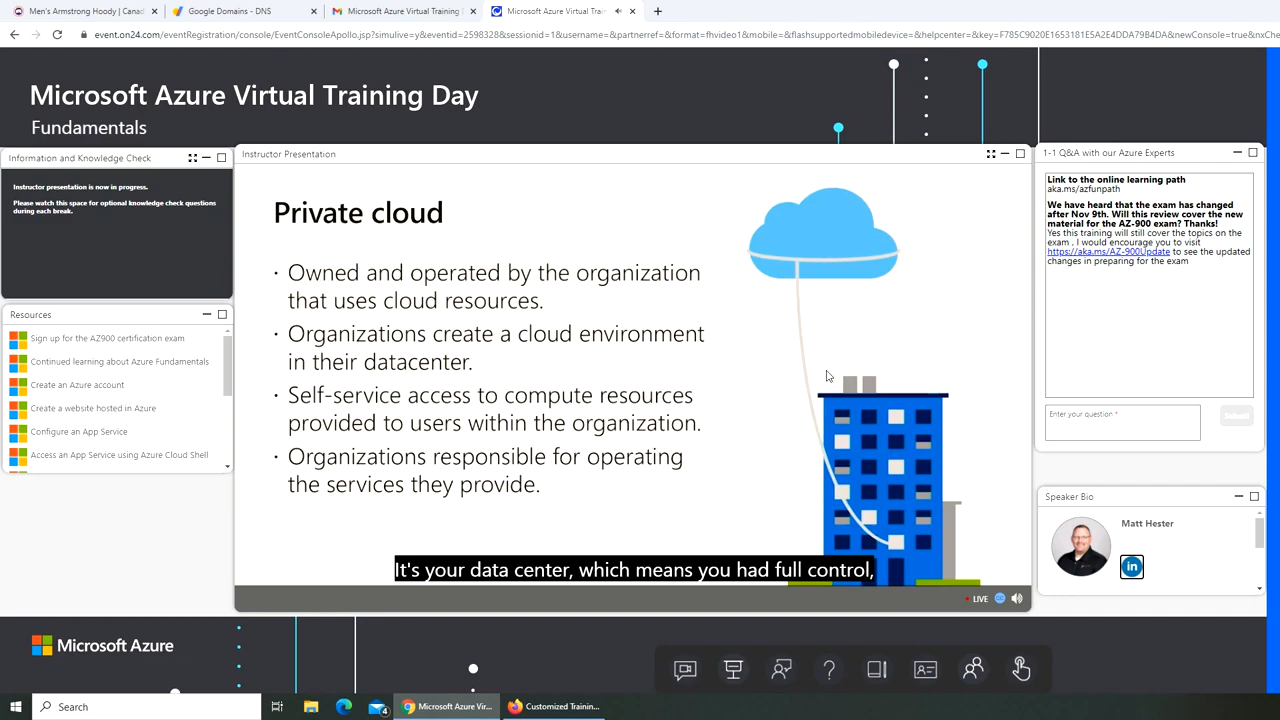 Men's Armstrong Hoody | Canad
Google Domains - DNS
Microsoft Azure Virtual Training D
Microsoft Azure Virtual Trai
event.on24.com/eventRegistration/console/EventConsoleApollo.jsp?simulive=y&eventid=2598328&sessionid=1&username=&partnerref=&format=fhvideo1&mobile=&flashsupportedmobiledevice=&helpcenter=&key=F785C9020E1653181E5A2E4DDA79B4DA&newConsole=true&nxChe
Microsoft Azure Virtual Training Day
Fundamentals
Information and Knowledge Check
Instructor presentation is now in progress.
Please watch this space for optional knowledge check questions
during each break.
Resources
Sign up for the AZ900 certification exam
Continued learning about Azure Fundamentals
Create an Azure account
Create a website hosted in Azure
Configure an App Service
Access an App Service using Azure Cloud Shell
Instructor Presentation
Private cloud
· Owned and operated by the organization
that uses cloud resources.
· Organizations create a cloud environment
in their datacenter.
· Self-service access to compute resources
provided to users within the organization.
· Organizations responsible for operating
the services they provide.
It's your data center, which means you had full control,
LIVE
CC
1-1 Q&A with our Azure Experts
Link to the online learning path
aka.ms/azfunpath
We have heard that the exam has changed
after Nov 9th. Will this review cover the new
material for the AZ-900 exam? Thanks!
Yes this training will still cover the topics on the
exam , I would encourage you to visit
https://aka.ms/AZ-900Update to see the updated
changes in preparing for the exam
Enter your question *
Submit
Speaker Bio
Matt Hester
in
Microsoft Azure
Search
4
Microsoft Azure Vir...
Customized Trainin...